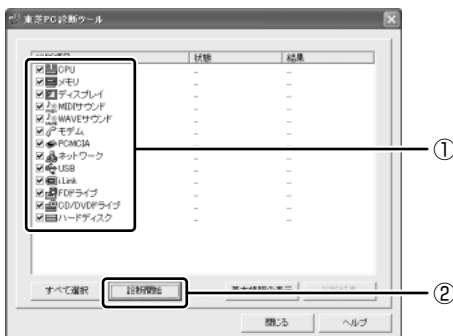 東芝PC診断ツール
状態 結果
CPU
メモリ
ディスプレイ
MIDIサウンド
WAVEサウンド
モデム
PCMCIA
ネットワーク
USB
i.Link
FDドライブ
CD/DVDドライブ
ハードディスク
①
すべて選択 診断開始
②
閉じる ヘルプ